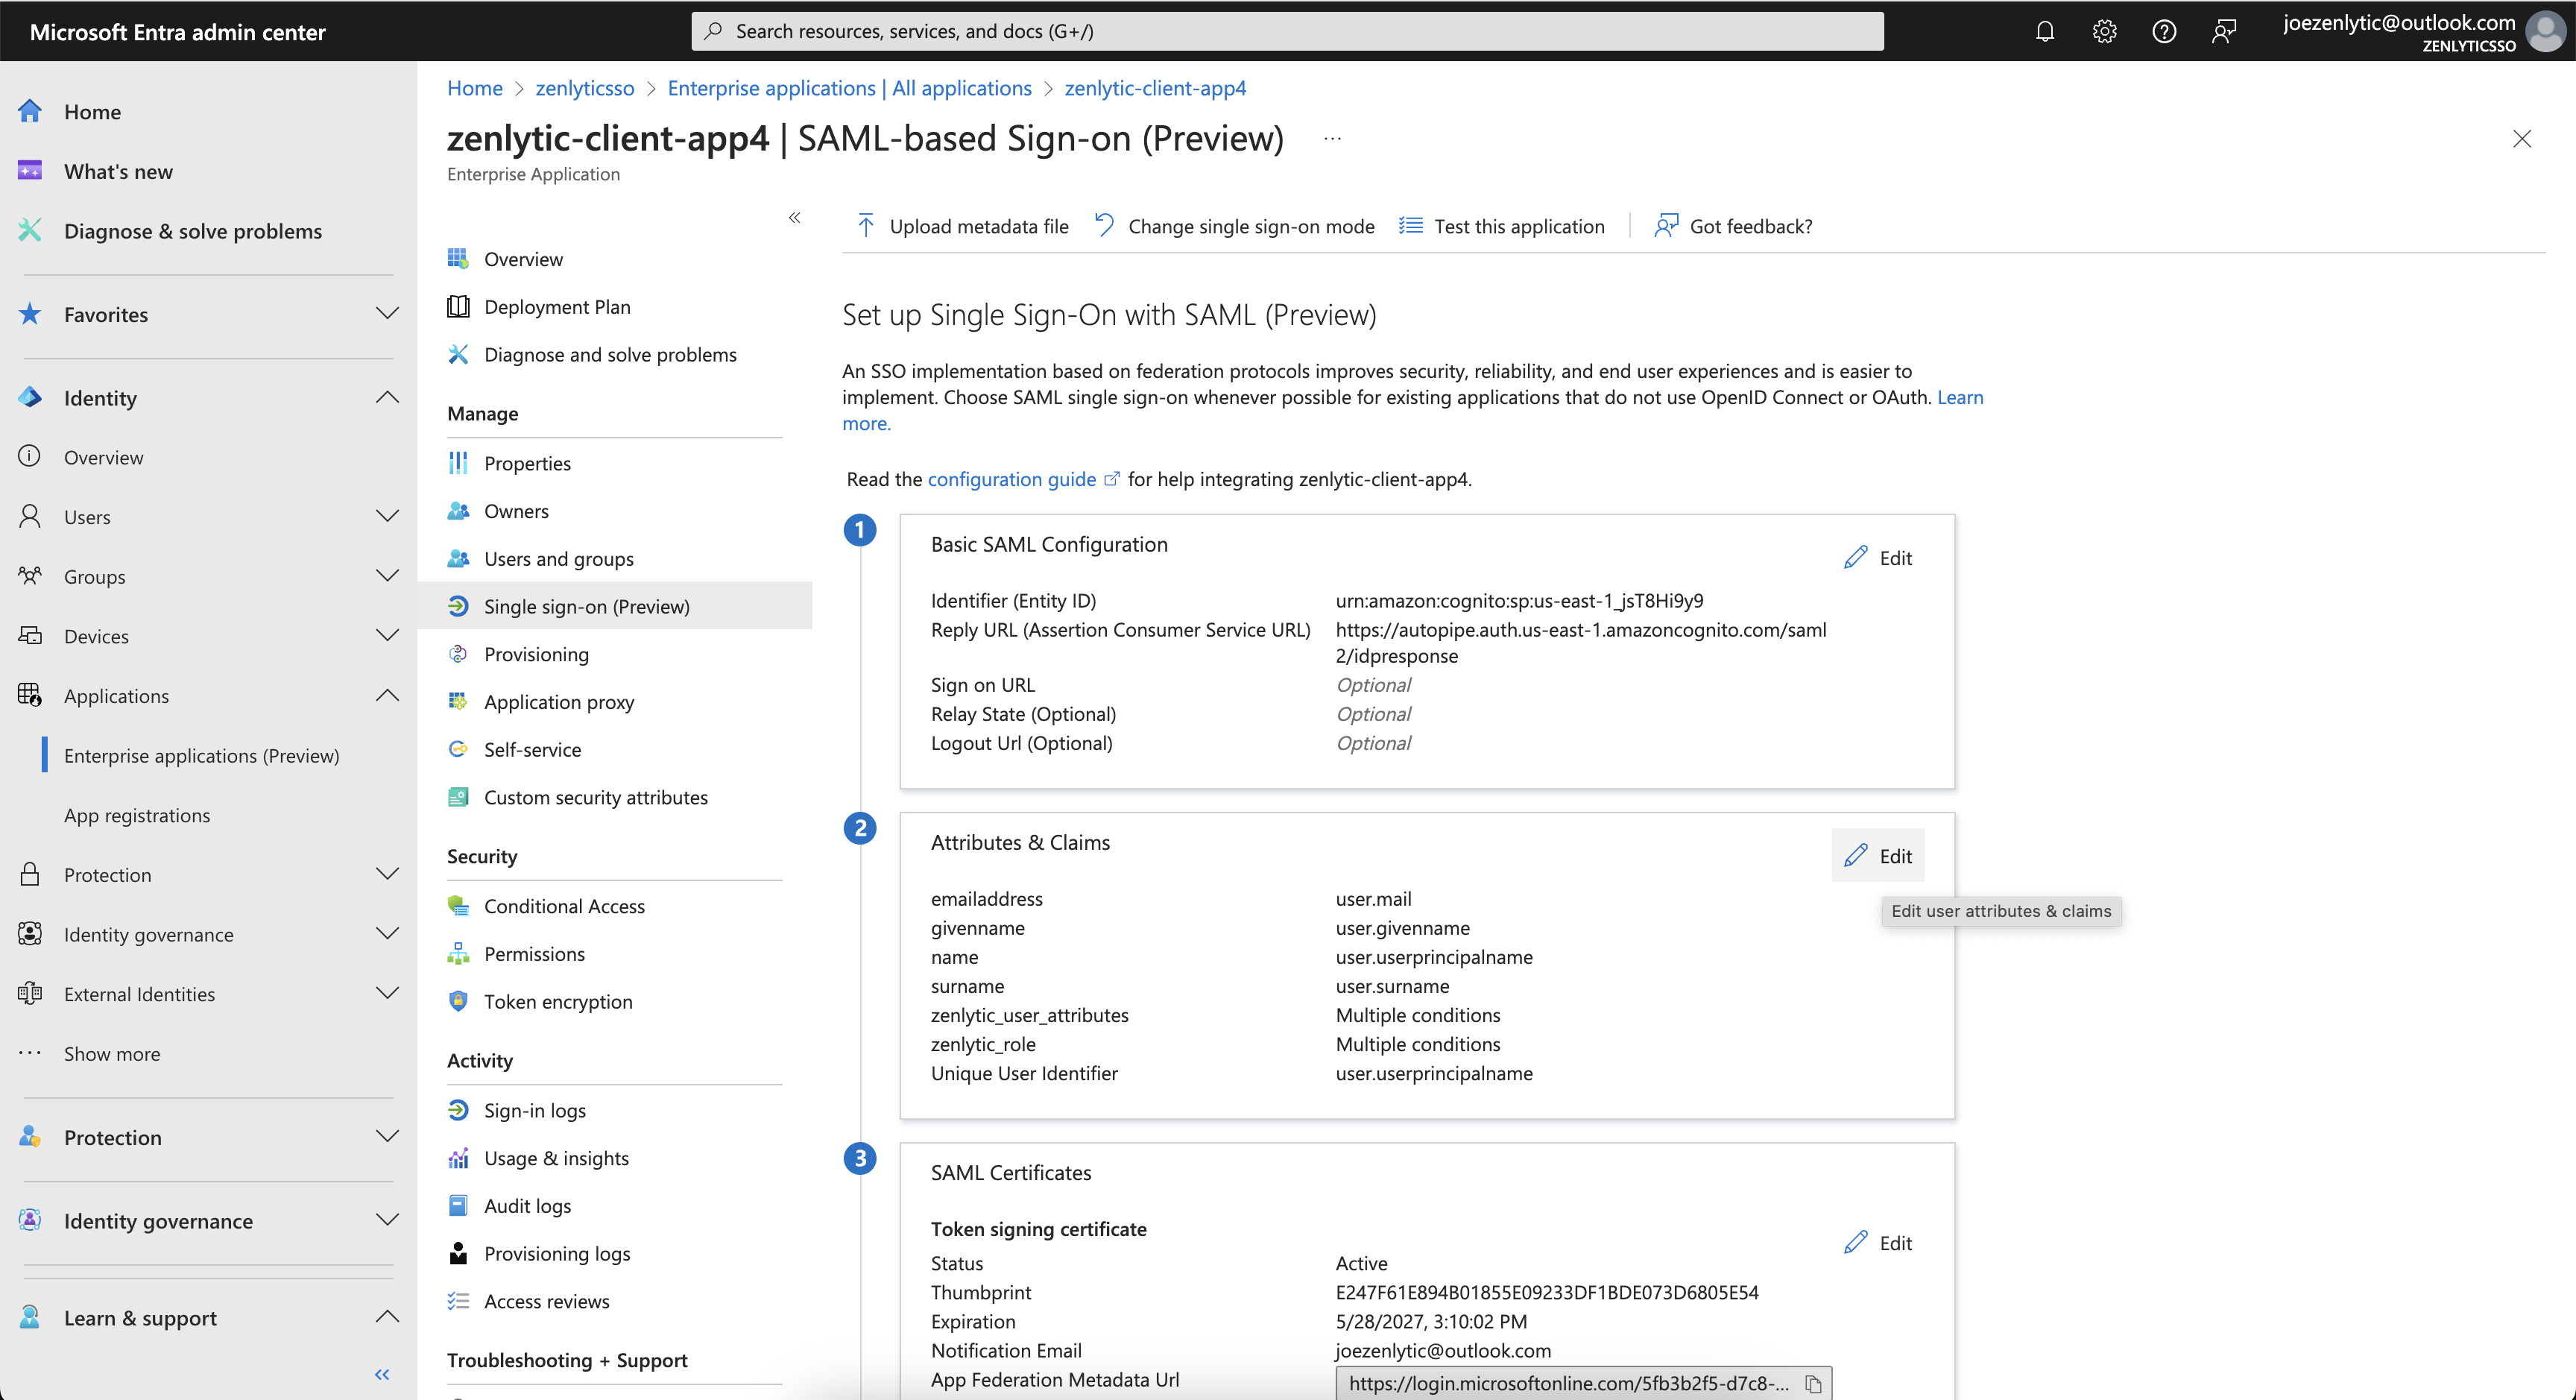 Microsoft Entra admin center
Search resources, services, and docs (G+/)
joezenlytic@outlook.com
ZENLYTICSSO
Home
What's new
Diagnose & solve problems
Favorites
Identity
Overview
Users
Groups
Devices
Applications
Enterprise applications (Preview)
App registrations
Protection
Identity governance
External Identities
Show more
Protection
Identity governance
Learn & support
Home > zenlyticsso > Enterprise applications | All applications > zenlytic-client-app4
zenlytic-client-app4 | SAML-based Sign-on (Preview) ...
Enterprise Application
Overview
Deployment Plan
Diagnose and solve problems
Manage
Properties
Owners
Users and groups
Single sign-on (Preview)
Provisioning
Application proxy
Self-service
Custom security attributes
Security
Conditional Access
Permissions
Token encryption
Activity
Sign-in logs
Usage & insights
Audit logs
Provisioning logs
Access reviews
Troubleshooting + Support
Upload metadata file Change single sign-on mode Test this application Got feedback?
Set up Single Sign-On with SAML (Preview)
An SSO implementation based on federation protocols improves security, reliability, and end user experiences and is easier to
implement. Choose SAML single sign-on whenever possible for existing applications that do not use OpenID Connect or OAuth. Learn
more.
Read the configuration guide for help integrating zenlytic-client-app4.
1
Basic SAML Configuration
Edit
Identifier (Entity ID) urn:amazon:cognito:sp:us-east-1_jsT8Hi9y9
Reply URL (Assertion Consumer Service URL) https://autopipe.auth.us-east-1.amazoncognito.com/saml
2/idpresponse
Sign on URL Optional
Relay State (Optional) Optional
Logout Url (Optional) Optional
2
Attributes & Claims
Edit
Edit user attributes & claims
emailaddress user.mail
givenname user.givenname
name user.userprincipalname
surname user.surname
zenlytic_user_attributes Multiple conditions
zenlytic_role Multiple conditions
Unique User Identifier user.userprincipalname
3
SAML Certificates
Token signing certificate
Edit
Status Active
Thumbprint E247F61E894B01855E09233DF1BDE073D6805E54
Expiration 5/28/2027, 3:10:02 PM
Notification Email joezenlytic@outlook.com
App Federation Metadata Url https://login.microsoftonline.com/5fb3b2f5-d7c8-...